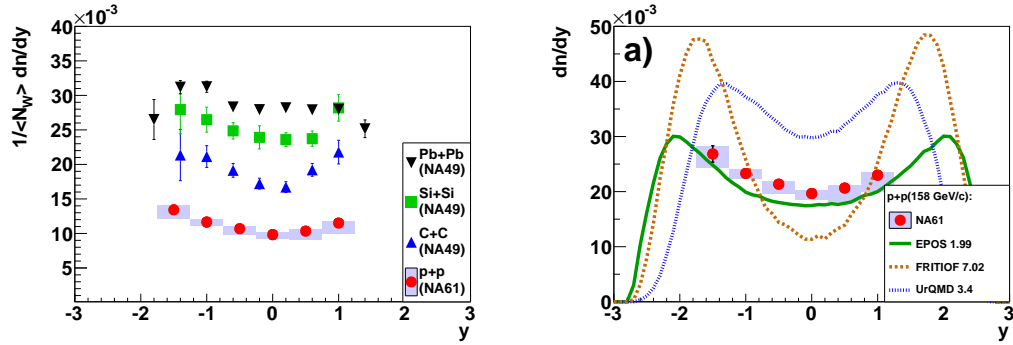 ×10⁻³
40
35
30
25
20
15
10
5
-3 -2 -1 0 1 2 3
y
1/<N_W> dn/dy
Pb+Pb
(NA49)
Si+Si
(NA49)
C+C
(NA49)
p+p
(NA61)
×10⁻³
a)
50
40
30
20
10
0
-3 -2 -1 0 1 2 3
y
dn/dy
p+p(158 GeV/c):
NA61
EPOS 1.99
FRITIOF 7.02
UrQMD 3.4